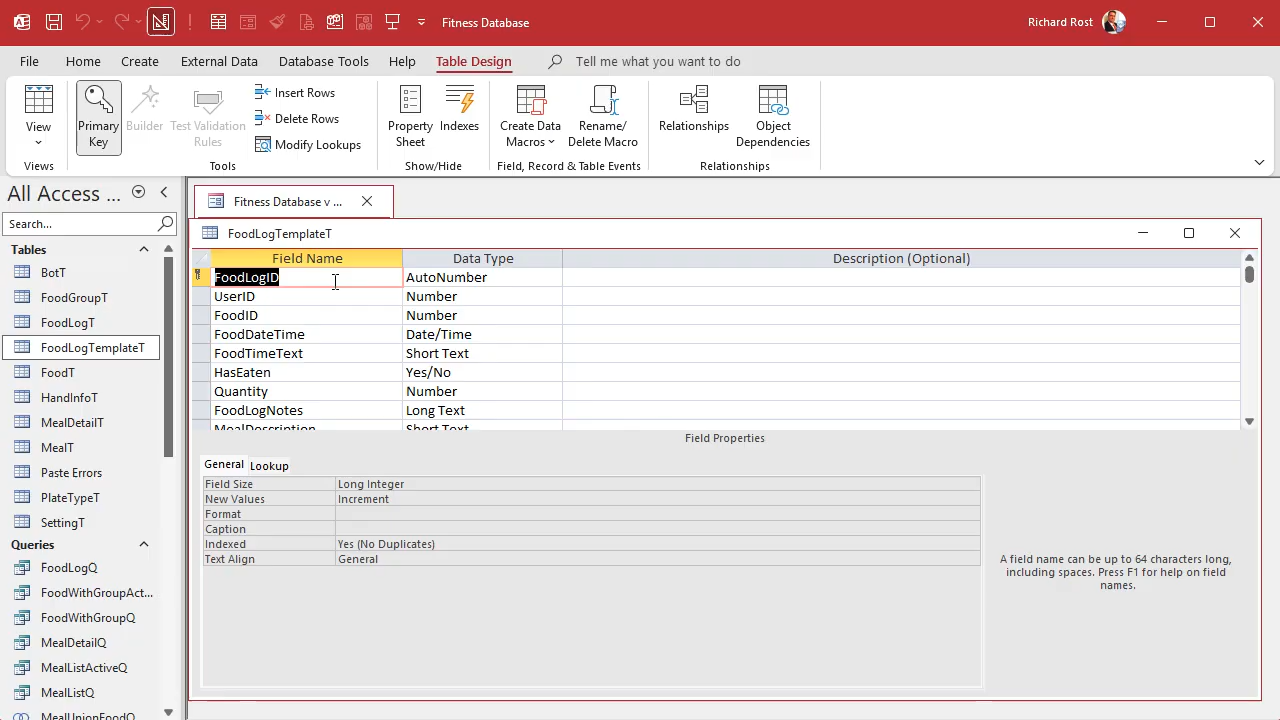 Fitness Database
Richard Rost
File
Home
Create
External Data
Database Tools
Help
Table Design
Tell me what you want to do
View
Primary Key
Builder
Test Validation Rules
Insert Rows
Delete Rows
Modify Lookups
Property Sheet
Indexes
Create Data Macros
Rename/ Delete Macro
Relationships
Object Dependencies
Views
Tools
Show/Hide
Field, Record & Table Events
Relationships
All Access ...
Search...
Tables
BotT
FoodGroupT
FoodLogT
FoodLogTemplateT
FoodT
HandInfoT
MealDetailT
MealT
Paste Errors
PlateTypeT
SettingT
Queries
FoodLogQ
FoodWithGroupAct...
FoodWithGroupQ
MealDetailQ
MealListActiveQ
MealListQ
MealUnionFoodQ
Fitness Database v ...
FoodLogTemplateT
Field Name Data Type Description (Optional)
FoodLogID AutoNumber
UserID Number
FoodID Number
FoodDateTime Date/Time
FoodTimeText Short Text
HasEaten Yes/No
Quantity Number
FoodLogNotes Long Text
MealDescription Short Text
Field Properties
General Lookup
Field Size Long Integer
New Values Increment
Format
Caption
Indexed Yes (No Duplicates)
Text Align General
A field name can be up to 64 characters long,
including spaces. Press F1 for help on field
names.